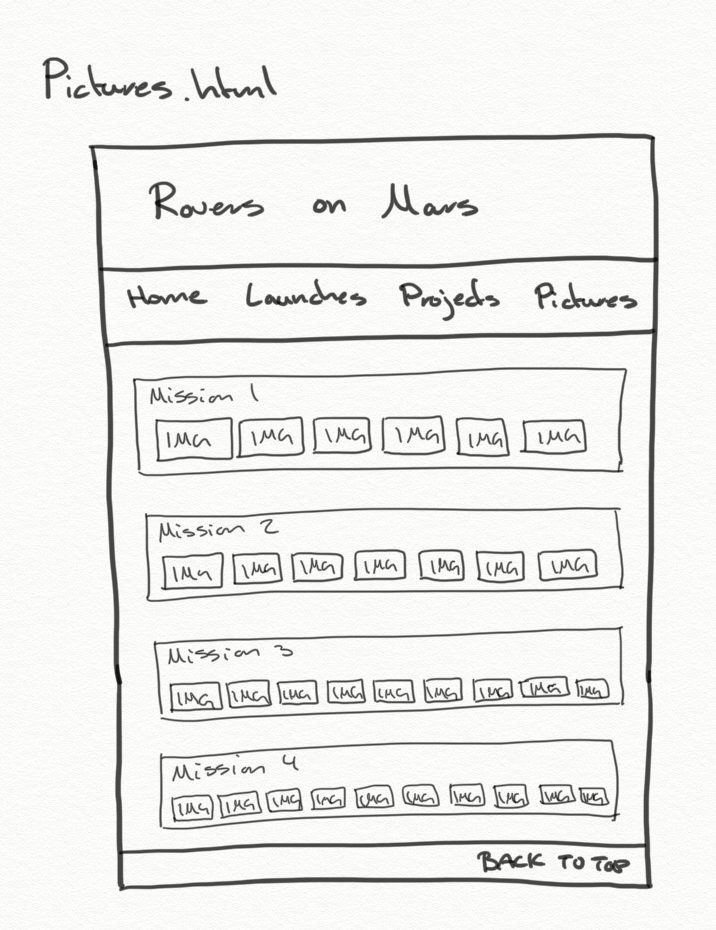 Pictures.html
Rovers on Mars
Home Launches Projects Pictures
Mission 1
IMG IMG IMG IMG IMG IMG
Mission 2
IMG IMG IMG IMG IMG IMG IMG
Mission 3
IMG IMG IMG IMG IMG IMG IMG IMG IMG
Mission 4
IMG IMG IMG IMG IMG IMG IMG IMG IMG IMG
BACK TO TOP